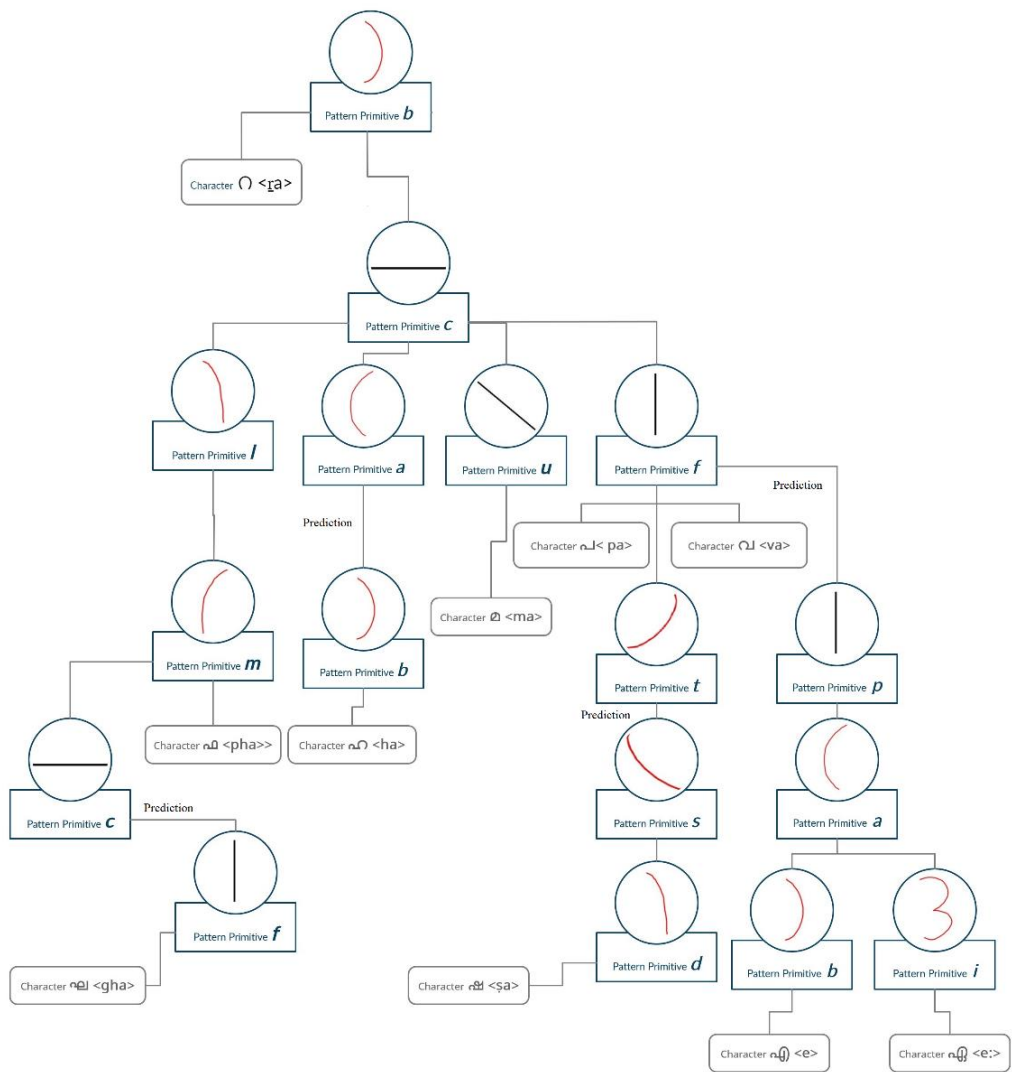 Pattern Primitive b
Character റ <ṟa>
Pattern Primitive c
Pattern Primitive l
Pattern Primitive a
Pattern Primitive u
Pattern Primitive f
Prediction
Prediction
Character പ< pa>
Character വ <va>
Character മ <ma>
Pattern Primitive m
Pattern Primitive b
Pattern Primitive t
Pattern Primitive p
Prediction
Character ഫ <pha>>
Character ഹ <ha>
Pattern Primitive c
Prediction
Pattern Primitive s
Pattern Primitive a
Pattern Primitive f
Pattern Primitive d
Pattern Primitive b
Pattern Primitive i
Character ഘ <gha>
Character ഷ <ṣa>
Character എ <e>
Character ഏ <e:>